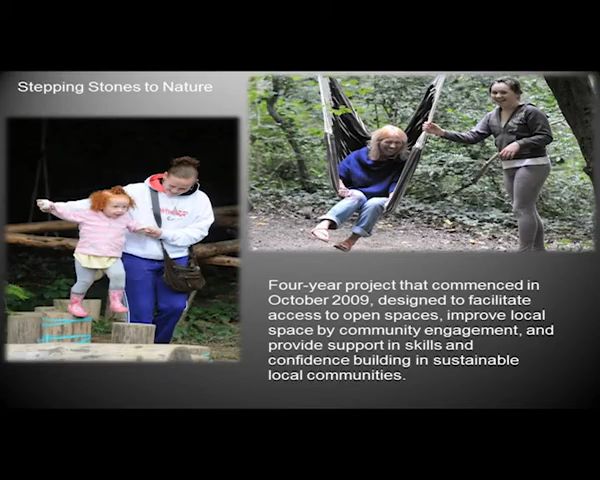 Stepping Stones to Nature
Four-year project that commenced in
October 2009, designed to facilitate
access to open spaces, improve local
space by community engagement, and
provide support in skills and
confidence building in sustainable
local communities.